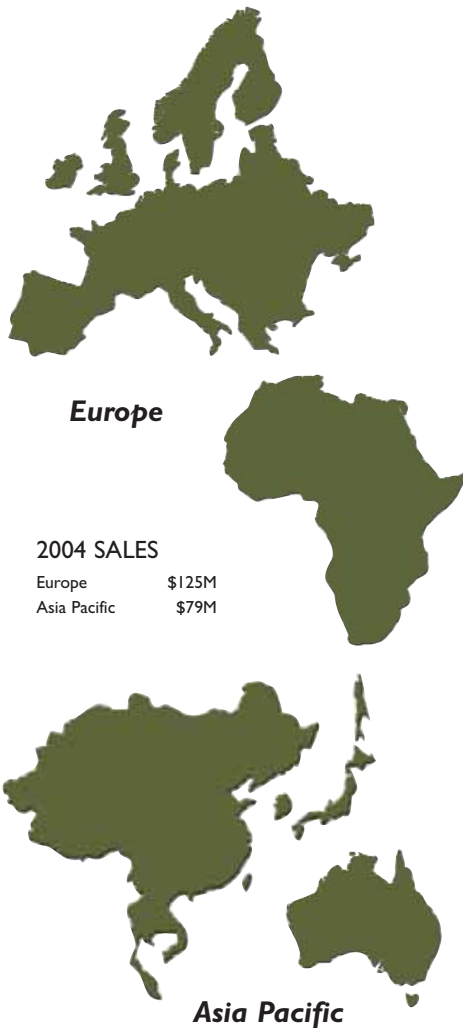 Europe
2004 SALES
Europe $125M
Asia Pacific $79M
Asia Pacific